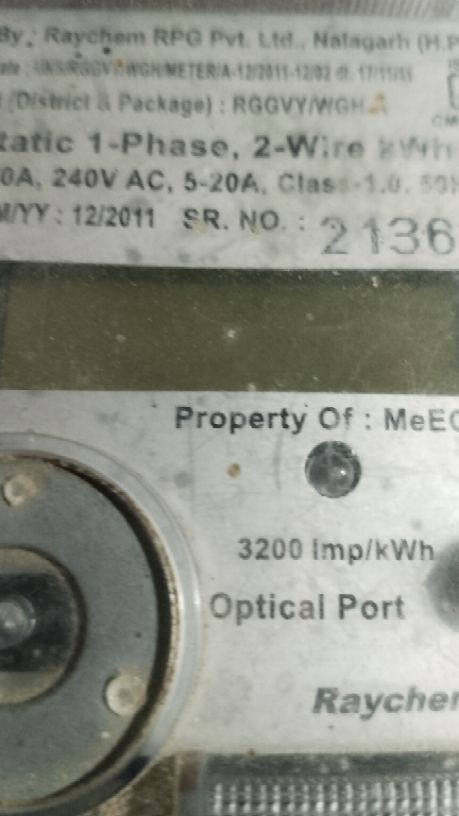 By: Raychem RPG Pvt. Ltd., Nalagarh (H.P
(District & Package) : RGGVY/WGH
tatic 1-Phase, 2-Wire kWh
0A, 240V AC, 5-20A, Class-1.0, 50H
M/YY : 12/2011 SR. NO. : 2136
Property Of : MeEC
3200 imp/kWh
Optical Port
Raychem